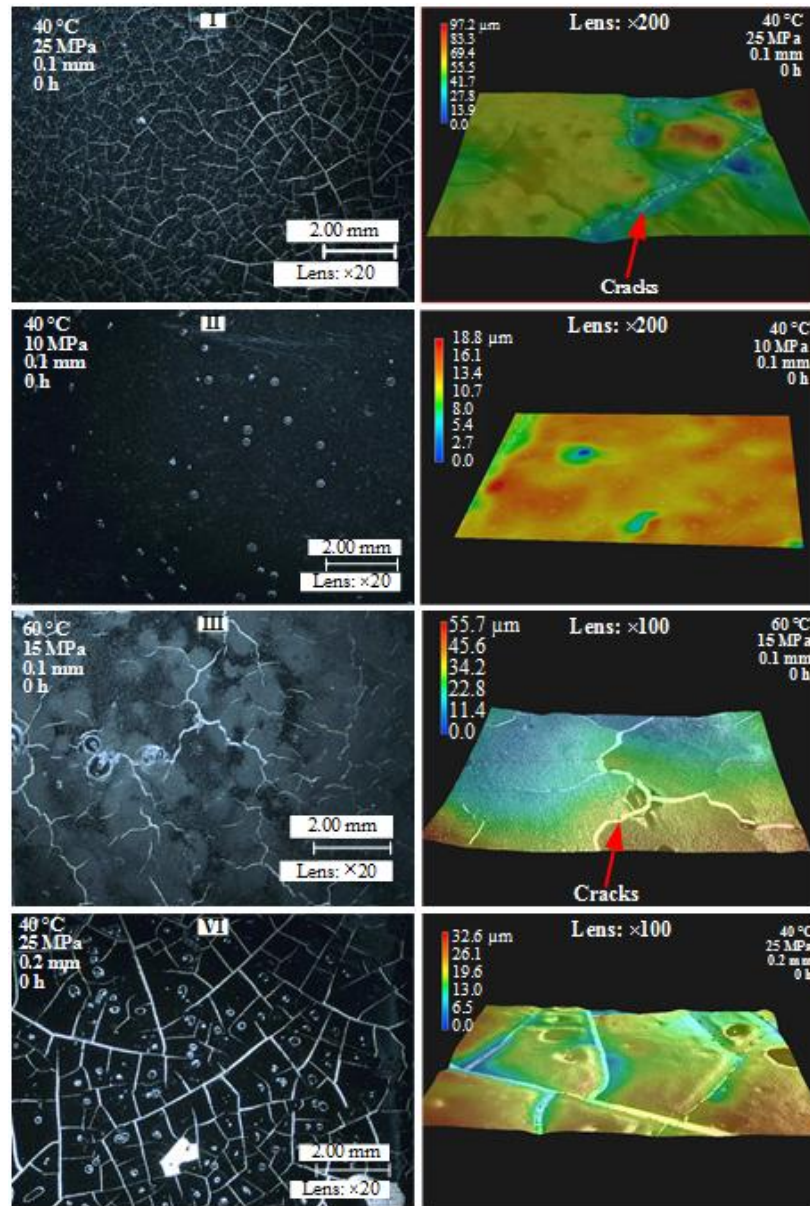 40 °C
25 MPa
0.1 mm
0 h
I
2.00 mm
Lens: ×20
97.2 µm
83.3
69.4
55.5
41.7
27.8
13.9
0.0
Lens: ×200
40 °C
25 MPa
0.1 mm
0 h
Cracks
40 °C
10 MPa
0.1 mm
0 h
II
2.00 mm
Lens: ×20
18.8 µm
16.1
13.4
10.7
8.0
5.4
2.7
0.0
Lens: ×200
40 °C
10 MPa
0.1 mm
0 h
60 °C
15 MPa
0.1 mm
0 h
III
2.00 mm
Lens: ×20
55.7 µm
45.6
34.2
22.8
11.4
0.0
Lens: ×100
60 °C
15 MPa
0.1 mm
0 h
Cracks
40 °C
25 MPa
0.2 mm
0 h
VI
2.00 mm
Lens: ×20
32.6 µm
26.1
19.6
13.0
6.5
0.0
Lens: ×100
40 °C
25 MPa
0.2 mm
0 h